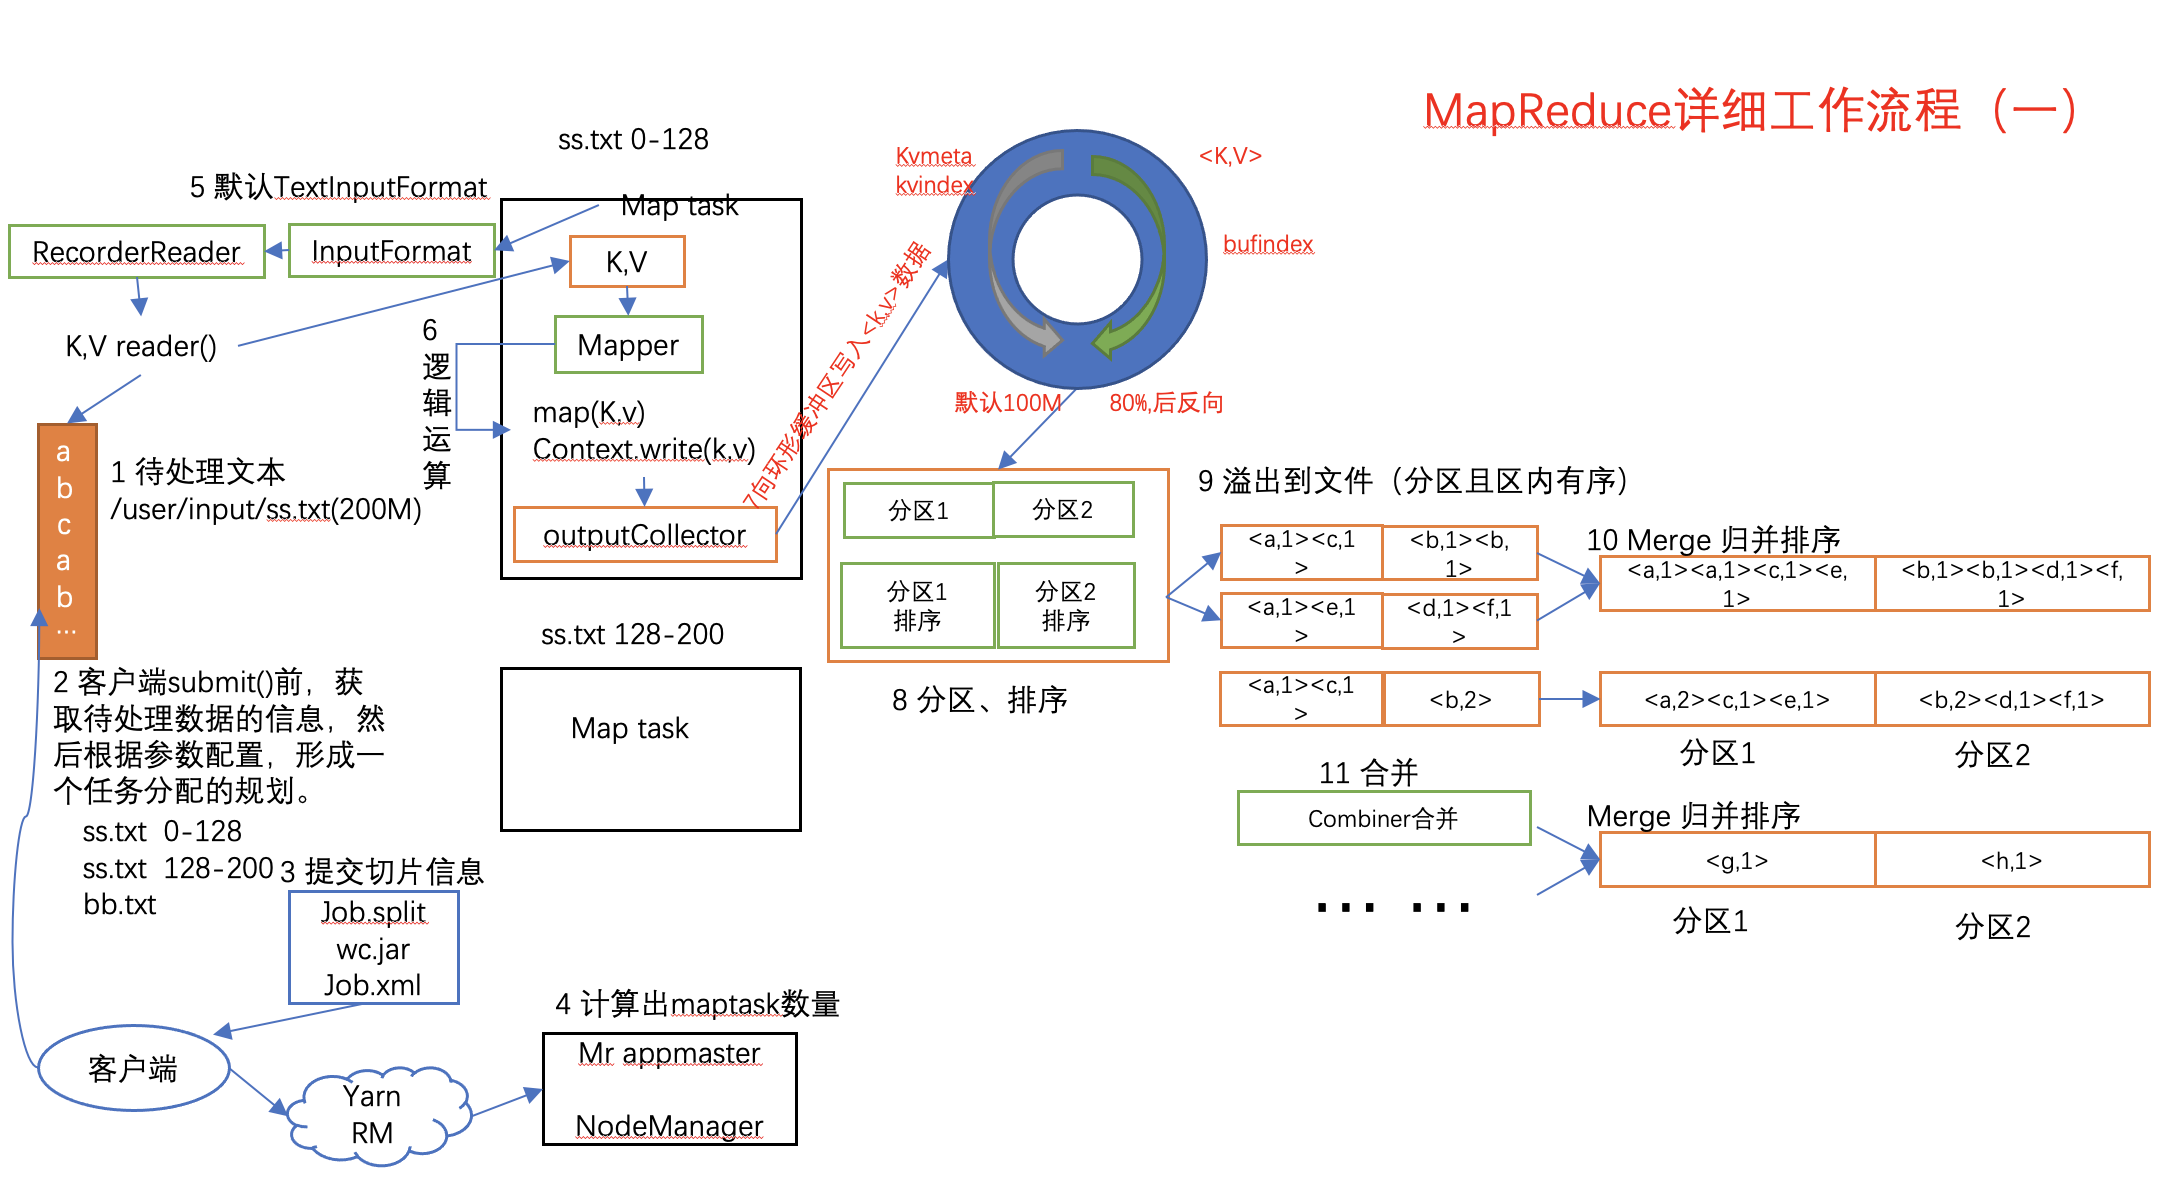 MapReduce详细工作流程（一）
ss.txt 0-128
5 默认TextInputFormat
Map task
RecorderReader
InputFormat
K,V
K,V reader()
Mapper
6
逻
辑
运
算
map(K,v)
Context.write(k,v)
outputCollector
7向环形缓冲区写入<k,v>数据
Kvmeta
kvindex
<K,V>
bufindex
默认100M
80%,后反向
a
b
c
a
b
...
1 待处理文本
/user/input/ss.txt(200M)
2 客户端submit()前，获
取待处理数据的信息，然
后根据参数配置，形成一
个任务分配的规划。
ss.txt 0-128
ss.txt 128-200
bb.txt
3 提交切片信息
Job.split
wc.jar
Job.xml
客户端
Yarn
RM
4 计算出maptask数量
Mr appmaster
NodeManager
ss.txt 128-200
Map task
分区1
分区2
分区1
排序
分区2
排序
8 分区、排序
9 溢出到文件（分区且区内有序）
<a,1><c,1
>
<b,1><b,
1>
<a,1><e,1
>
<d,1><f,1
>
10 Merge 归并排序
<a,1><a,1><c,1><e,
1>
<b,1><b,1><d,1><f,
1>
<a,1><c,1
>
<b,2>
<a,2><c,1><e,1>
<b,2><d,1><f,1>
分区1
分区2
11 合并
Combiner合并
... ...
Merge 归并排序
<g,1>
<h,1>
分区1
分区2